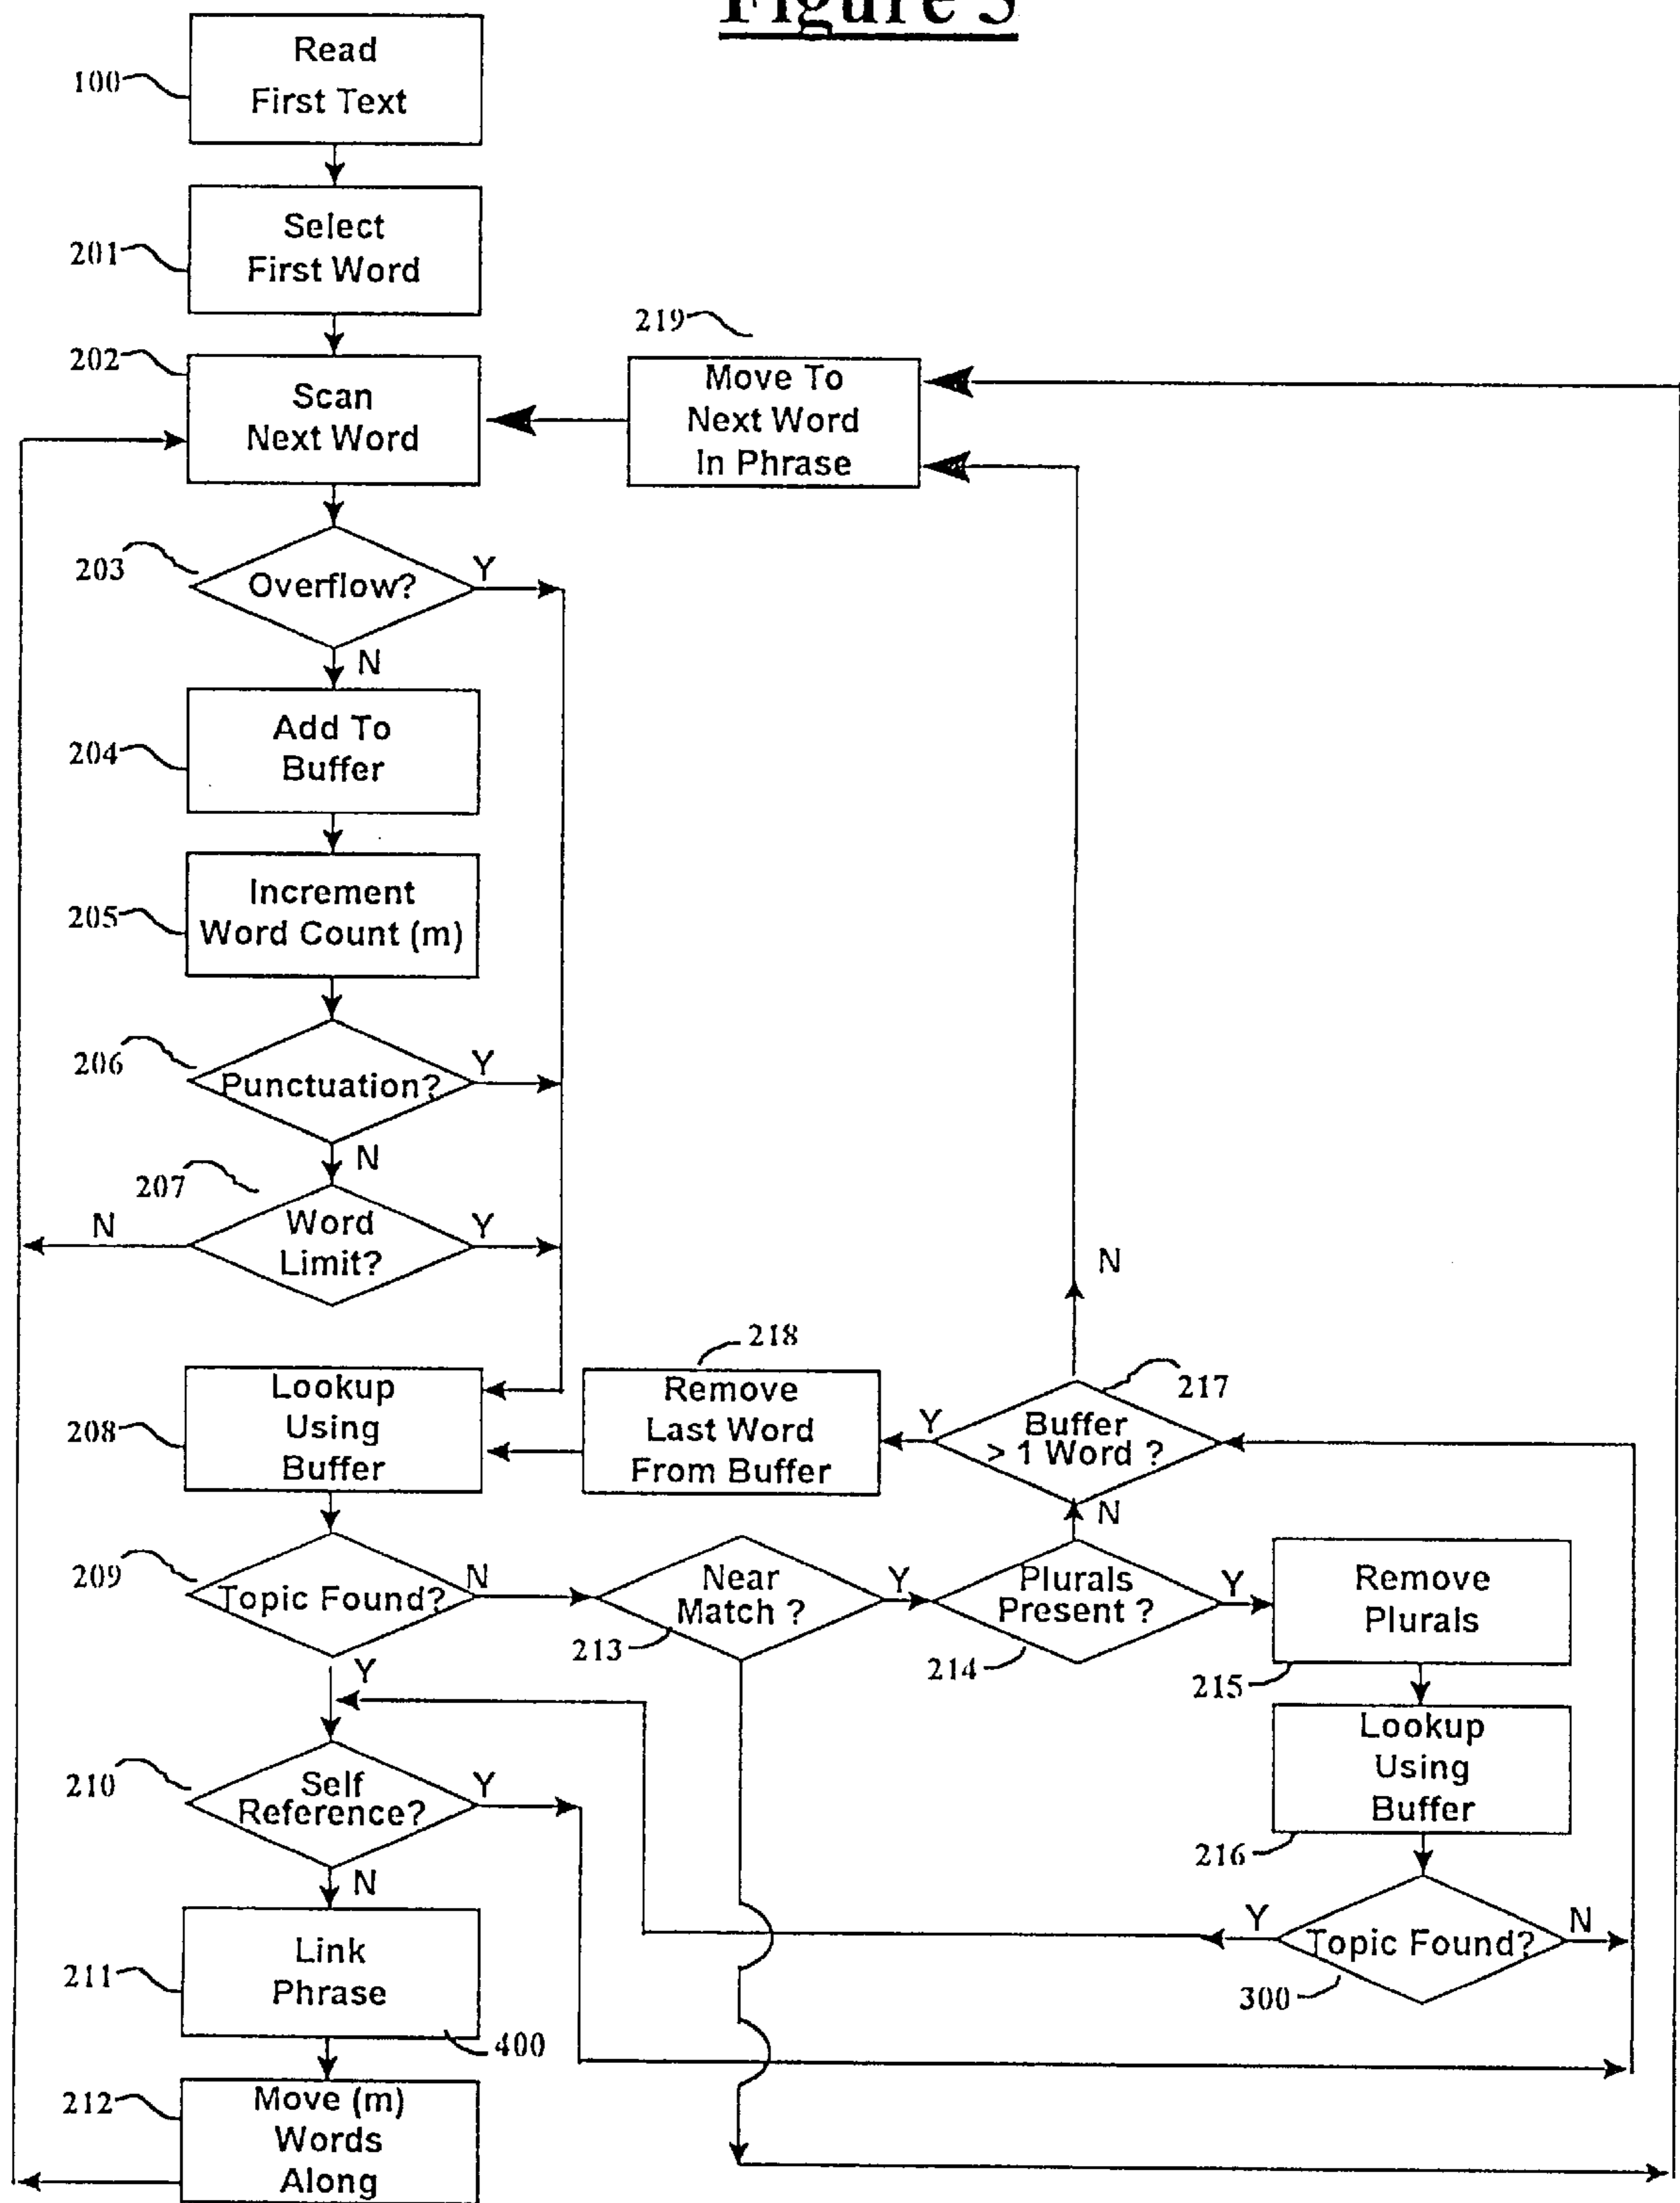 Figure 3
Read
First Text
100
Select
First Word
201
219
202
Scan
Next Word
Move To
Next Word
In Phrase
203
Overflow?
Y
N
204
Add To
Buffer
205
Increment
Word Count (m)
206
Punctuation?
Y
N
207
N
Word
Limit?
Y
N
218
217
208
Lookup
Using
Buffer
Remove
Last Word
From Buffer
Y
Buffer
> 1 Word ?
N
209
Topic Found?
N
Near
Match ?
213
Y
Plurals
Present ?
214
Y
Remove
Plurals
215
Y
Lookup
Using
Buffer
216
210
Self
Reference?
Y
N
Y
Topic Found?
N
300
211
Link
Phrase
400
212
Move (m)
Words
Along